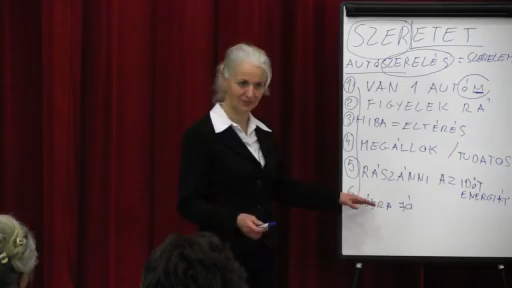 SZERETET
AUTÓSZERELÉS = SZERELEM
1 VAN 1 AUTÓM
2 FIGYELEK RÁ
3 HIBA = ELTÉRÉS
4 MEGÁLLOK / TUDATOS
5 RÁSZÁNNI AZ IDŐT
ENERGIÁT
JÓ